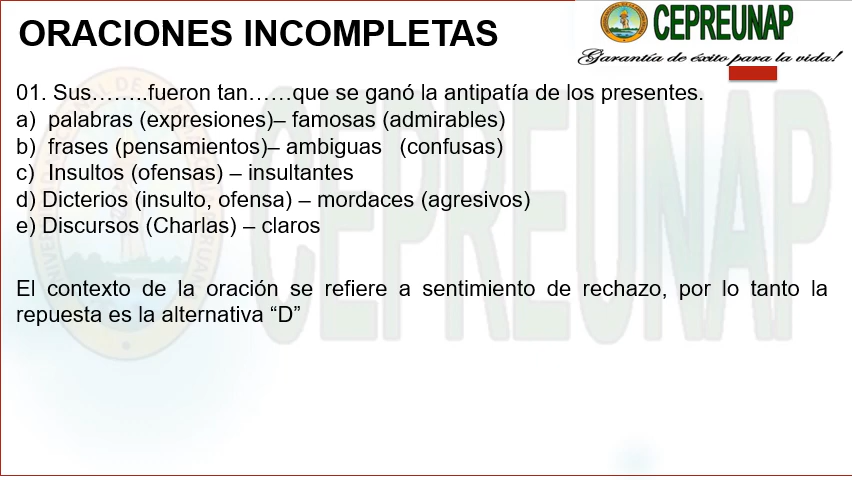 ORACIONES INCOMPLETAS
CEPREUNAP
Garantía de éxito para la vida!
01. Sus……..fueron tan……que se ganó la antipatía de los presentes.
a) palabras (expresiones)– famosas (admirables)
b) frases (pensamientos)– ambiguas (confusas)
c) Insultos (ofensas) – insultantes
d) Dicterios (insulto, ofensa) – mordaces (agresivos)
e) Discursos (Charlas) – claros
El contexto de la oración se refiere a sentimiento de rechazo, por lo tanto la
repuesta es la alternativa “D”
CEPREUNAP